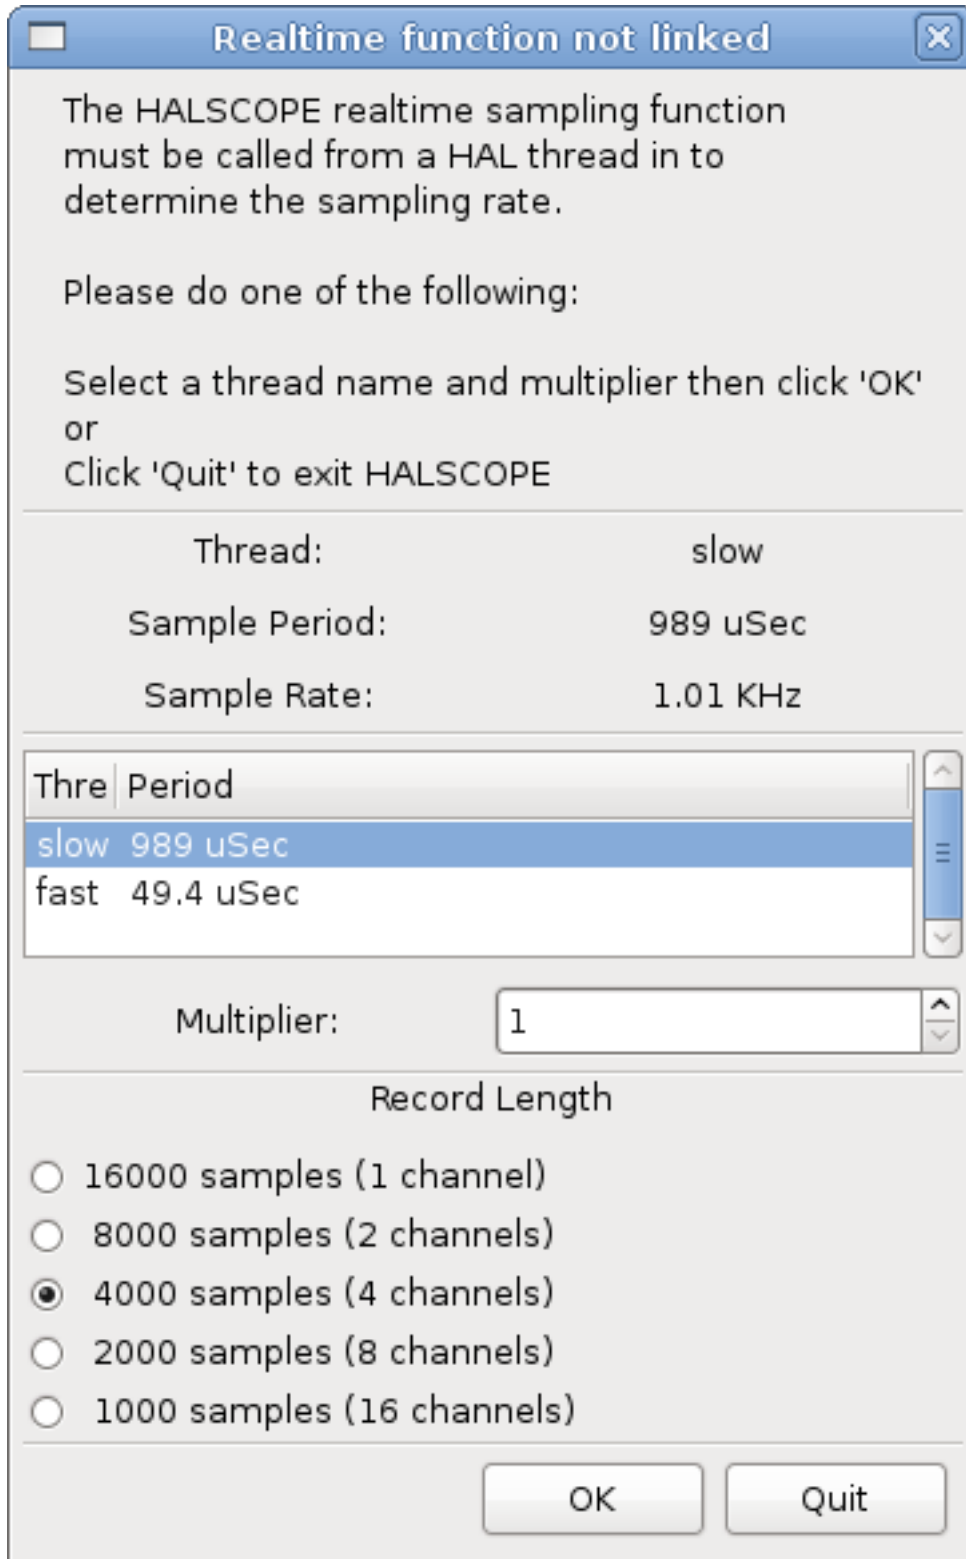 Realtime function not linked
The HALSCOPE realtime sampling function
must be called from a HAL thread in to
determine the sampling rate.
Please do one of the following:
Select a thread name and multiplier then click 'OK'
or
Click 'Quit' to exit HALSCOPE
Thread: slow
Sample Period: 989 uSec
Sample Rate: 1.01 KHz
Thre Period
slow 989 uSec
fast 49.4 uSec
Multiplier: 1
Record Length
16000 samples (1 channel)
8000 samples (2 channels)
4000 samples (4 channels)
2000 samples (8 channels)
1000 samples (16 channels)
OK Quit